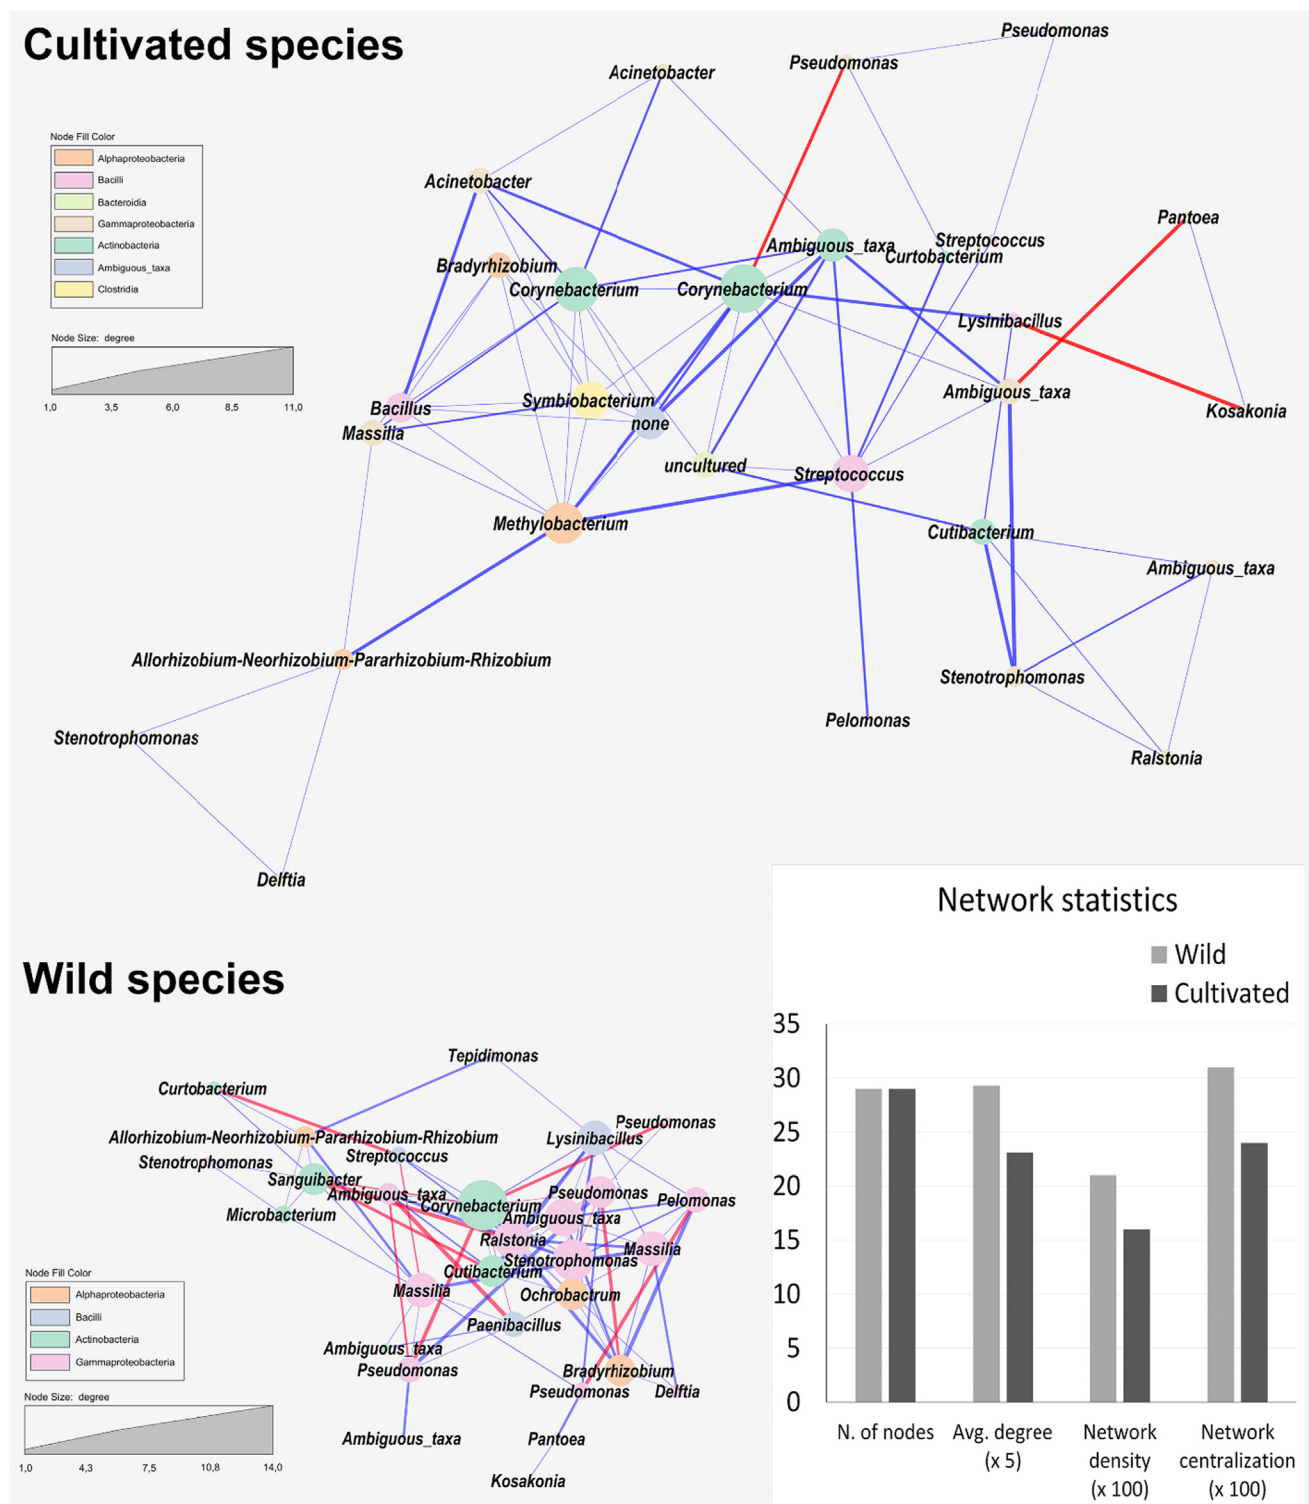 Cultivated species
Pseudomonas
Pseudomonas
Acinetobacter
Node Fill Color
Alphaproteobacteria
Bacilli
Bacteroidia
Gammaproteobacteria
Actinobacteria
Ambiguous_taxa
Clostridia
Acinetobacter
Pantoea
Ambiguous_taxa
Streptococcus
Curtobacterium
Bradyrhizobium
Corynebacterium
Corynebacterium
Lysinibacillus
Node Size: degree
1,0 3,5 6,0 8,5 11,0
Ambiguous_taxa
Symbiobacterium
Bacillus
Kosakonia
none
Massilia
uncultured
Streptococcus
Methylobacterium
Cutibacterium
Ambiguous_taxa
Allorhizobium-Neorhizobium-Pararhizobium-Rhizobium
Stenotrophomonas
Pelomonas
Stenotrophomonas
Ralstonia
Delftia
Wild species
Tepidimonas
Curtobacterium
Pseudomonas
Allorhizobium-Neorhizobium-Pararhizobium-Rhizobium
Lysinibacillus
Streptococcus
Stenotrophomonas
Sanguibacter
Ambiguous_taxa
Pseudomonas
Pelomonas
Corynebacterium
Microbacterium
Ambiguous_taxa
Ralstonia
Massilia
Stenotrophomonas
Cutibacterium
Massilia
Ochrobactrum
Paenibacillus
Ambiguous_taxa
Pseudomonas
Bradyrhizobium
Pseudomonas
Delftia
Ambiguous_taxa
Pantoea
Kosakonia
Node Fill Color
Alphaproteobacteria
Bacilli
Actinobacteria
Gammaproteobacteria
Node Size: degree
1,0 4,3 7,5 10,8 14,0
Network statistics
Wild
Cultivated
35
30
25
20
15
10
5
0
N. of nodes
Avg. degree
(x 5)
Network
density
(x 100)
Network
centralization
(x 100)